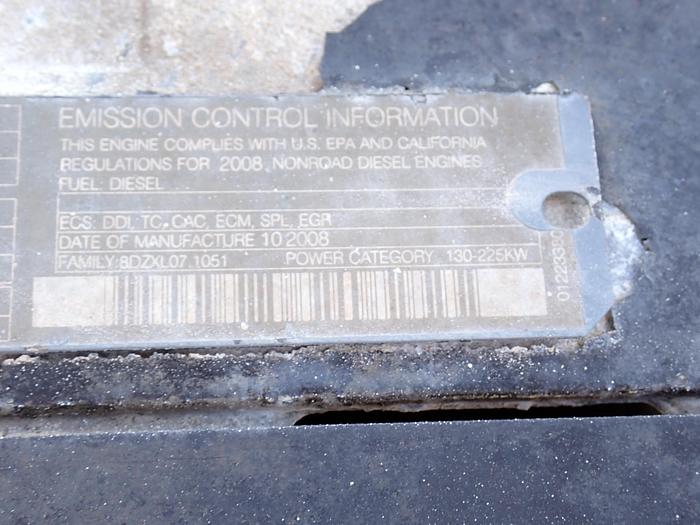 EMISSION CONTROL INFORMATION
THIS ENGINE COMPLIES WITH U.S. EPA AND CALIFORNIA
REGULATIONS FOR 2008 NONROAD DIESEL ENGINES
FUEL: DIESEL
ECS: DDI, TC, CAC, ECM, SPL, EGR
DATE OF MANUFACTURE 10 2008
FAMILY: 8DZXL07.1051 POWER CATEGORY 130-225KW